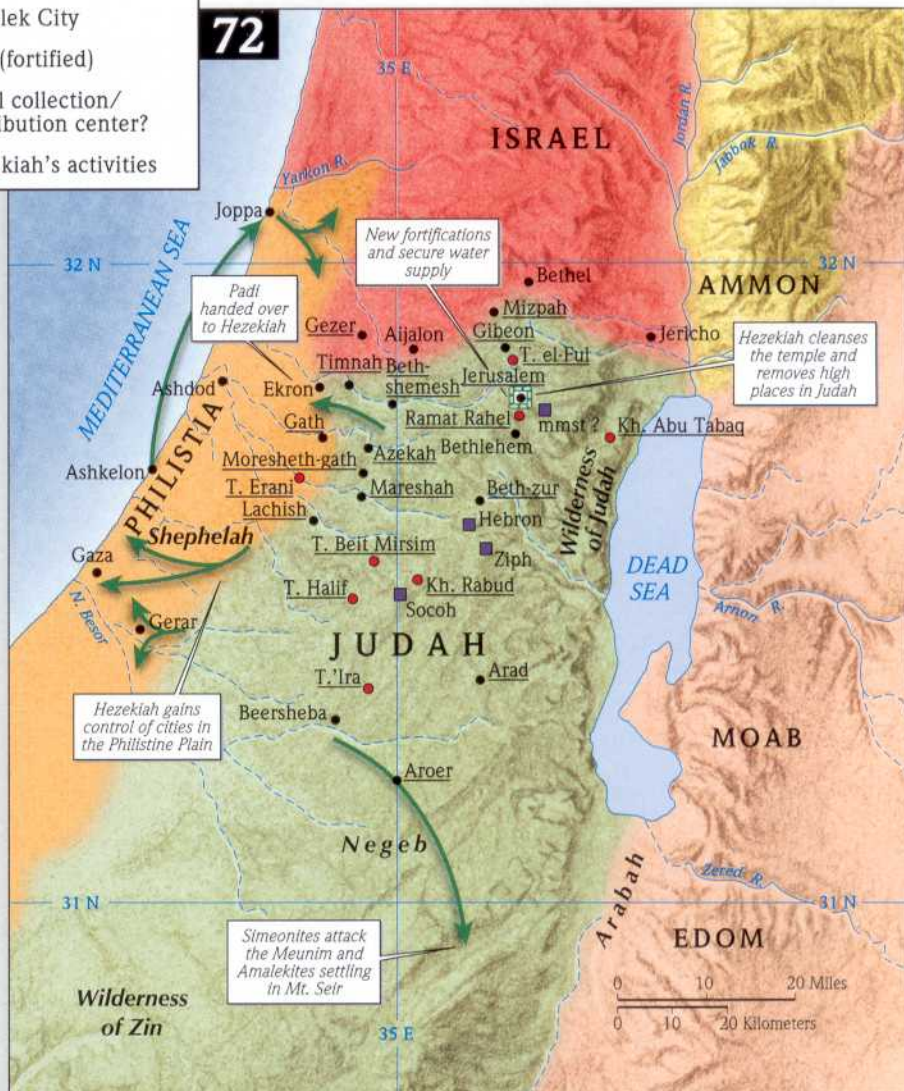 lek City
(fortified)
l collection/
ibution center?
kiah's activities
72
35 E
ISRAEL
Jordan R.
Jabbok R.
Yarkon R.
Joppa
MEDITERRANEAN SEA
New fortifications
and secure water
supply
32 N
32 N
Bethel
AMMON
Padi
handed over
to Hezekiah
Mizpah
Gezer
Aijalon
Gibeon
Jericho
T. el-Ful
Hezekiah cleanses
the temple and
removes high
places in Judah
Timnah
Beth-
shemesh
Jerusalem
Ashdod
Ekron
mmst ?
Ramat Rahel
Kh. Abu Tabaq
Gath
Bethlehem
PHILISTIA
Azekah
Moresheth-gath
Ashkelon
T. Erani
Mareshah
Beth-zur
Wilderness
of Judah
Lachish
Hebron
Shephelah
T. Beit Mirsim
Ziph
DEAD
SEA
Gaza
Kh. Rabud
T. Halif
Socoh
Arnon R.
N. Besor
Gerar
JUDAH
T.'Ira
Arad
Hezekiah gains
control of cities in
the Philistine Plain
Beersheba
MOAB
Aroer
Negeb
Zered R.
31 N
31 N
Arabah
EDOM
Simeonites attack
the Meunim and
Amalekites settling
in Mt. Seir
0 10 20 Miles
0 10 20 Kilometers
Wilderness
of Zin
35 E